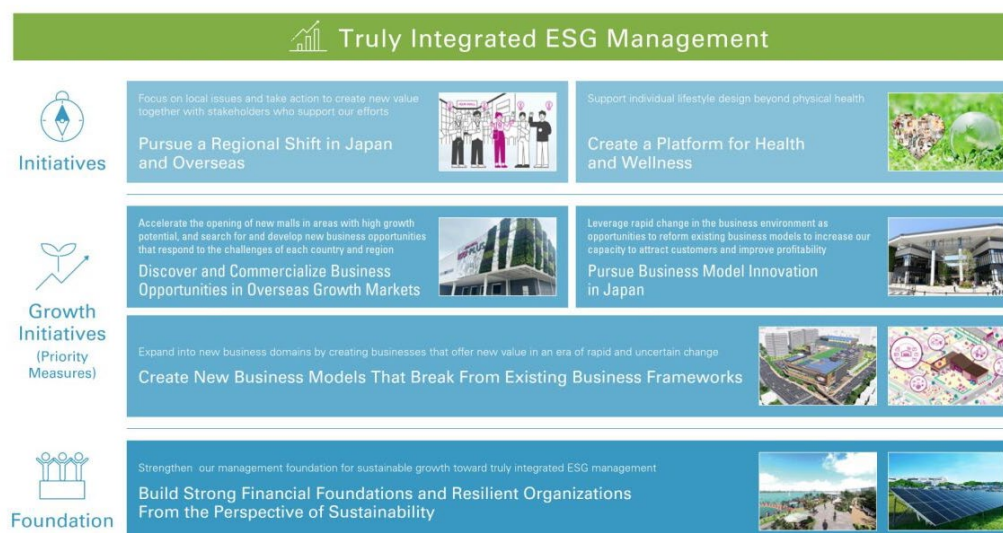 Truly Integrated ESG Management
Initiatives
Focus on local issues and take action to create new value
together with stakeholders who support our efforts
Pursue a Regional Shift in Japan
and Overseas
Support individual lifestyle design beyond physical health
Create a Platform for Health
and Wellness
Growth
Initiatives
(Priority
Measures)
Accelerate the opening of new malls in areas with high growth
potential, and search for and develop new business opportunities
that respond to the challenges of each country and region
Discover and Commercialize Business
Opportunities in Overseas Growth Markets
Leverage rapid change in the business environment as
opportunities to reform existing business models to increase our
capacity to attract customers and improve profitability
Pursue Business Model Innovation
in Japan
Expand into new business domains by creating businesses that offer new value in an era of rapid and uncertain change
Create New Business Models That Break From Existing Business Frameworks
Foundation
Strengthen our management foundation for sustainable growth toward truly integrated ESG management
Build Strong Financial Foundations and Resilient Organizations
From the Perspective of Sustainability